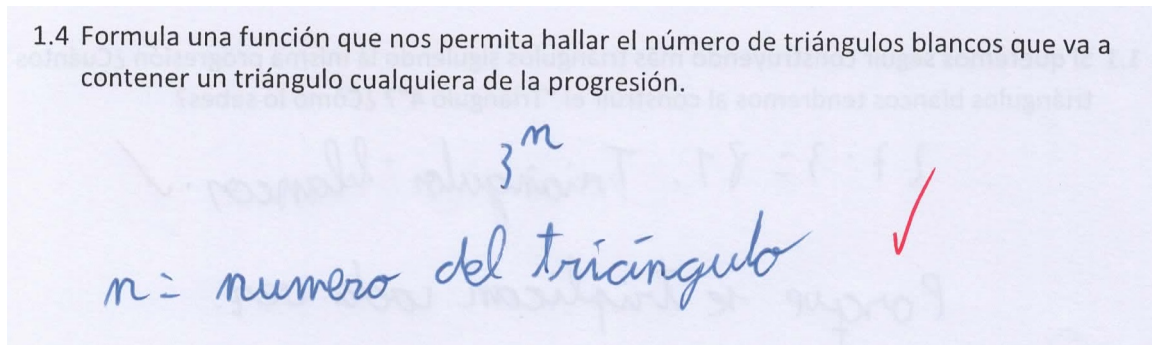 1.4 Formula una función que nos permita hallar el número de triángulos blancos que va a
contener un triángulo cualquiera de la progresión.
3^n
n = numero del triángulo